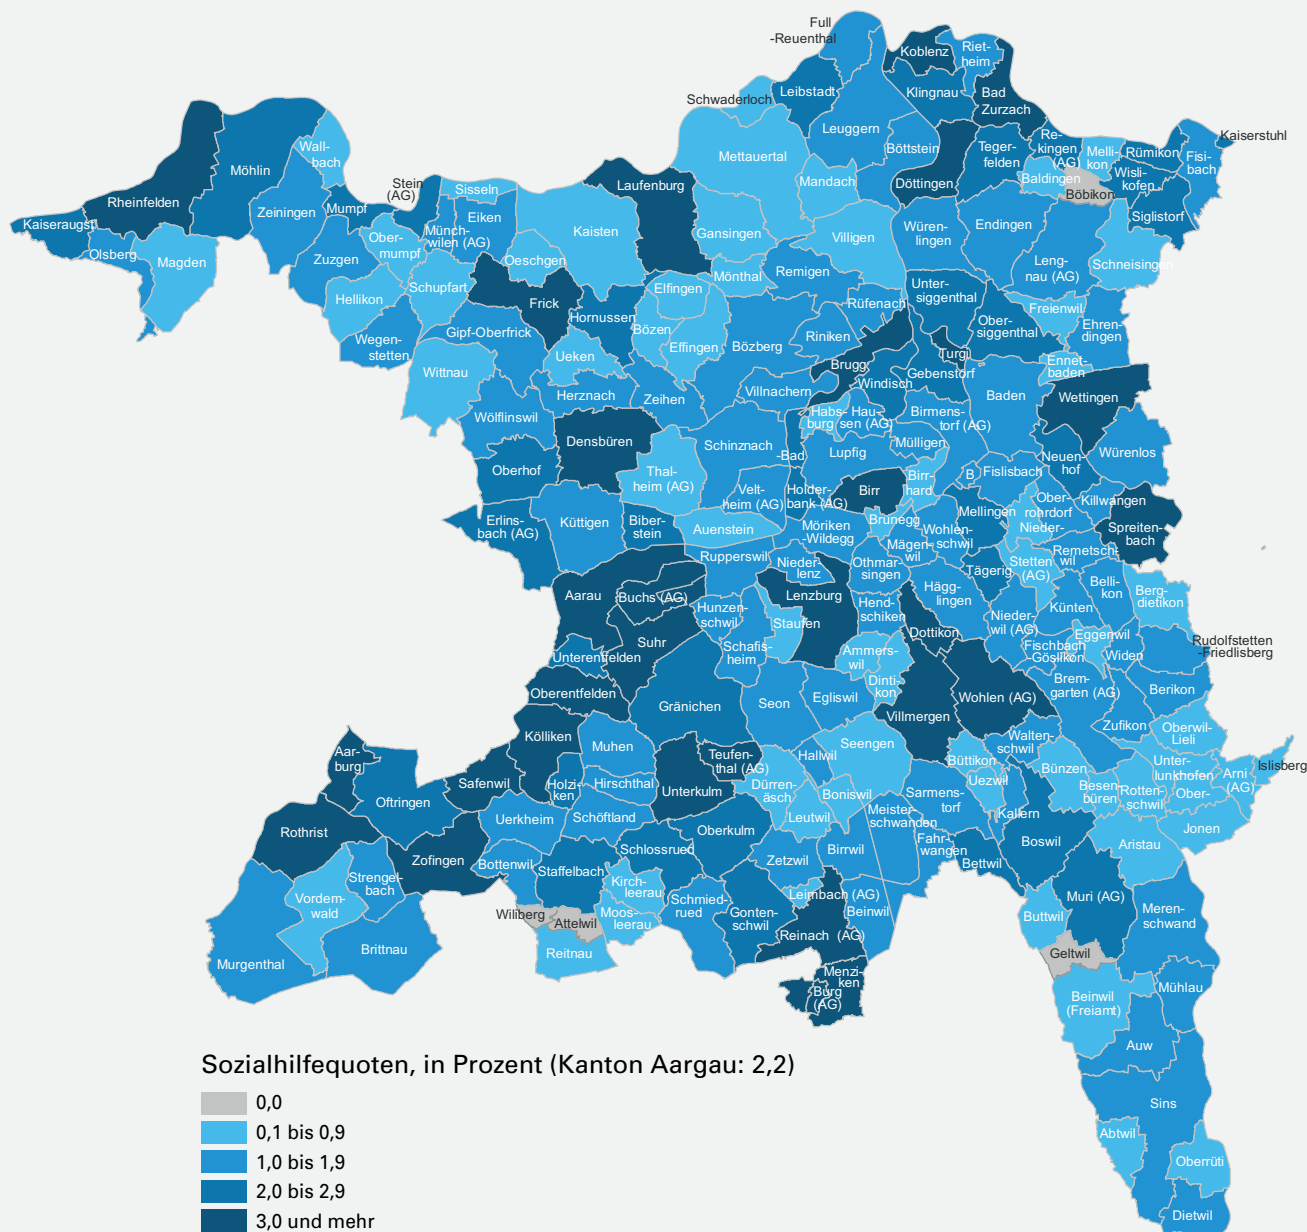 Full
-Reuenthal
Koblenz
Riet-
heim
Schwaderloch
Leibstadt
Klingnau
Bad
Zurzach
Leuggern
Böttstein
Teger-
felden
Re-
kingen
(AG)
Melli-
kon
Rümikon
Fisi-
bach
Kaiserstuhl
Wall-
bach
Möhlin
Mettauertal
Mandach
Döttingen
Baldingen
Böbikon
Wisli-
kofen
Siglistorf
Rheinfelden
Kaiseraugst
Olsberg
Magden
Zeiningen
Mumpf
Stein
(AG)
Sisseln
Eiken
Münch-
wilen (AG)
Laufenburg
Kaisten
Gansingen
Villigen
Würen-
lingen
Endingen
Leng-
nau (AG)
Schneisingen
Zuzgen
Ober-
mumpf
Hellikon
Schupfart
Oeschgen
Frick
Mönthal
Remigen
Elfingen
Rüfenach
Unter-
siggenthal
Ober-
siggenthal
Freienwil
Ehren-
dingen
Wegen-
stetten
Gipf-Oberfrick
Hornussen
Bözen
Effingen
Bözberg
Riniken
Brugg
Turgi
Gebenstorf
Ennet-
baden
Wettingen
Wittnau
Ueken
Herznach
Zeihen
Villnachern
Windisch
Baden
Wölflinswil
Densbüren
Schinznach
-Bad
Habs-
burg
Hau-
sen (AG)
Birmens-
torf (AG)
Mülligen
Lupfig
Oberhof
Thal-
heim (AG)
Velt-
heim (AG)
Holder-
bank (AG)
Birr
Birr-
hard
B.
Fislisbach
Neuen-
hof
Würenlos
Killwangen
Spreiten-
bach
Erlins-
bach (AG)
Küttigen
Biber-
stein
Auenstein
Möriken
-Wildegg
Brunegg
Mägen-
wil
Wohlen-
schwil
Mellingen
Ober-
rohrdorf
Nieder-
Remetsch-
wil
Stetten
(AG)
Belli-
kon
Rupperswil
Nieder-
lenz
Othmar-
singen
Tägerig
Berg-
dietikon
Aarau
Buchs (AG)
Hunzen-
schwil
Lenzburg
Staufen
Hend-
schiken
Hägg-
lingen
Nieder-
wil (AG)
Künten
Eggenwil
Suhr
Schafis-
heim
Ammers-
wil
Dottikon
Fischbach
Göslikon
Widen
Rudolfstetten
-Friedlisberg
Unterentfelden
Oberentfelden
Gränichen
Seon
Egliswil
Dinti-
kon
Villmergen
Wohlen (AG)
Brem-
garten (AG)
Berikon
Zufikon
Oberwil-
Lieli
Kölliken
Muhen
Teufen-
thal (AG)
Hallwil
Seengen
Büttikon
Walten-
schwil
Bünzen
Unter-
lunkhofen
Islisberg
Aar-
burg
Oftringen
Safenwil
Holzi-
ken
Hirschthal
Unterkulm
Dürren-
äsch
Boniswil
Leutwil
Uezwil
Besen-
büren
Rotten-
schwil
Ober-
Arni
(AG)
Rothrist
Zofingen
Uerkheim
Schöftland
Oberkulm
Meister-
schwanden
Sarmens-
torf
Kallern
Jonen
Aristau
Bottenwil
Staffelbach
Schlossrued
Zetzwil
Birrwil
Fahr-
wangen
Bettwil
Boswil
Strengel-
bach
Vordem-
wald
Kirch-
leerau
Schmied-
rued
Leimbach (AG)
Beinwil
Muri (AG)
Buttwil
Meren-
schwand
Wiliberg
Attelwil
Moos-
leerau
Gonten-
schwil
Reinach (AG)
Murgenthal
Brittnau
Reitnau
Menzi-
ken
Burg
(AG)
Geltwil
Beinwil
(Freiamt)
Mühlau
Auw
Sins
Abtwil
Oberrüti
Dietwil
Sozialhilfequoten, in Prozent (Kanton Aargau: 2,2)
0,0
0,1 bis 0,9
1,0 bis 1,9
2,0 bis 2,9
3,0 und mehr